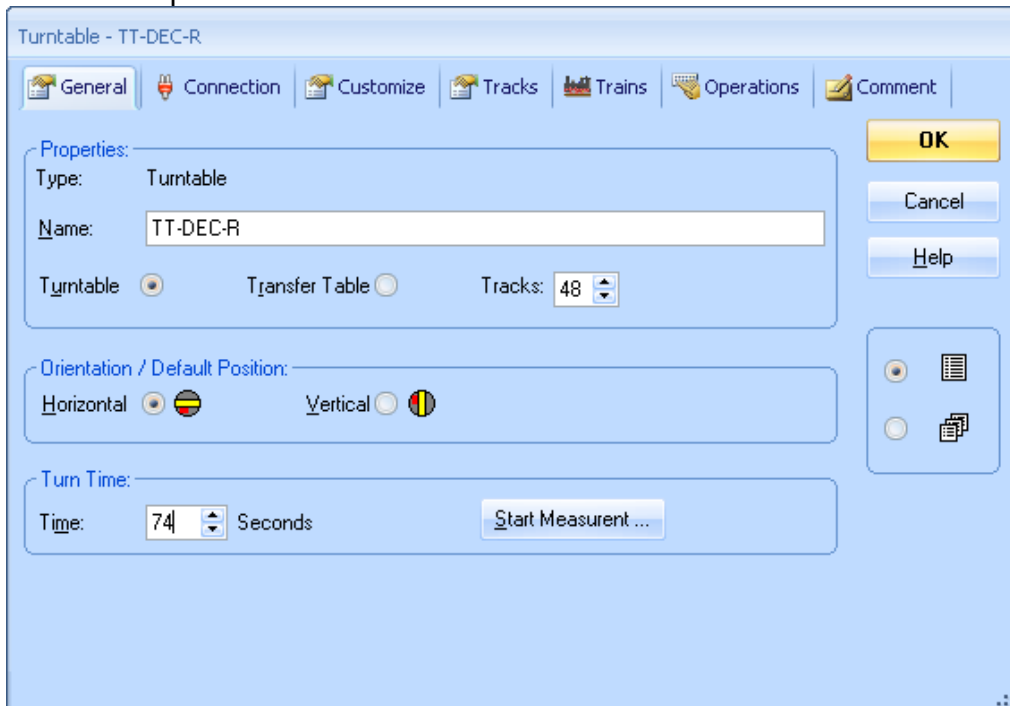 Turntable - TT-DEC-R
General Connection Customize Tracks Trains Operations Comment
Properties:
Type: Turntable
Name: TT-DEC-R
Turntable Transfer Table Tracks: 48
Orientation / Default Position:
Horizontal Vertical
Turn Time:
Time: 74 Seconds Start Measurent ...
OK
Cancel
Help